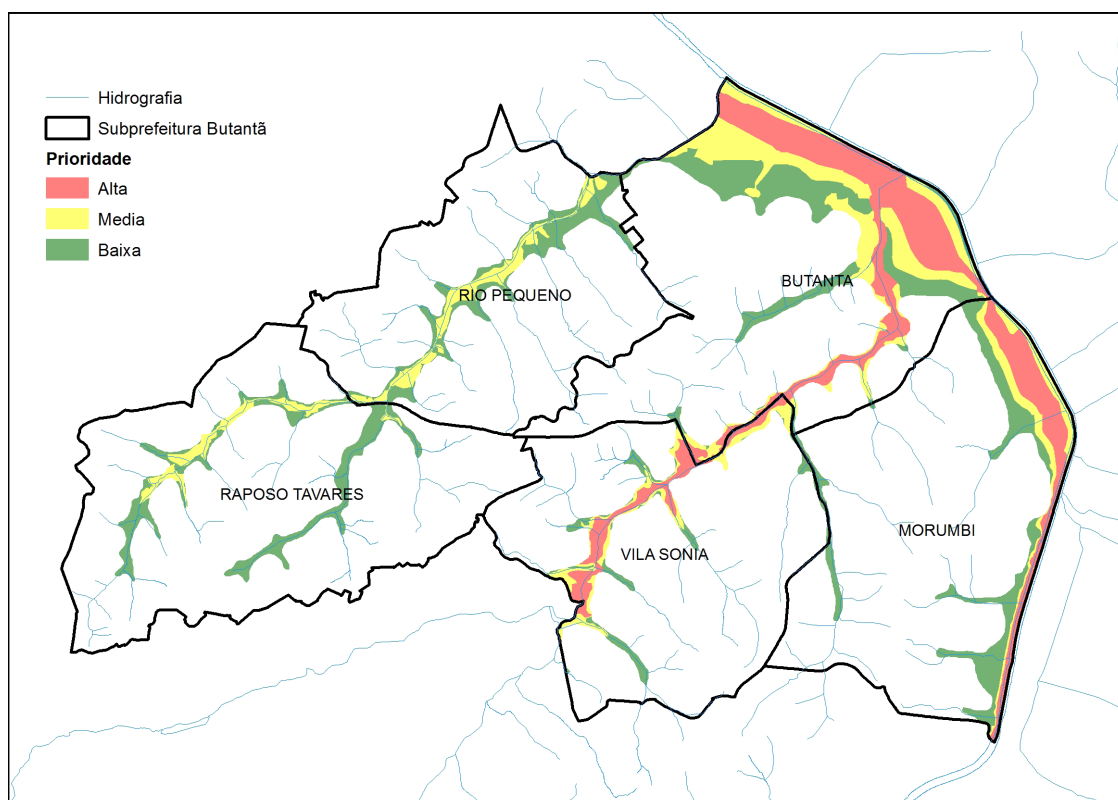 Hidrografia
Subprefeitura Butantã
Prioridade
Alta
Media
Baixa
BUTANTA
RIO PEQUENO
RAPOSO TAVARES
MORUMBI
VILA SONIA